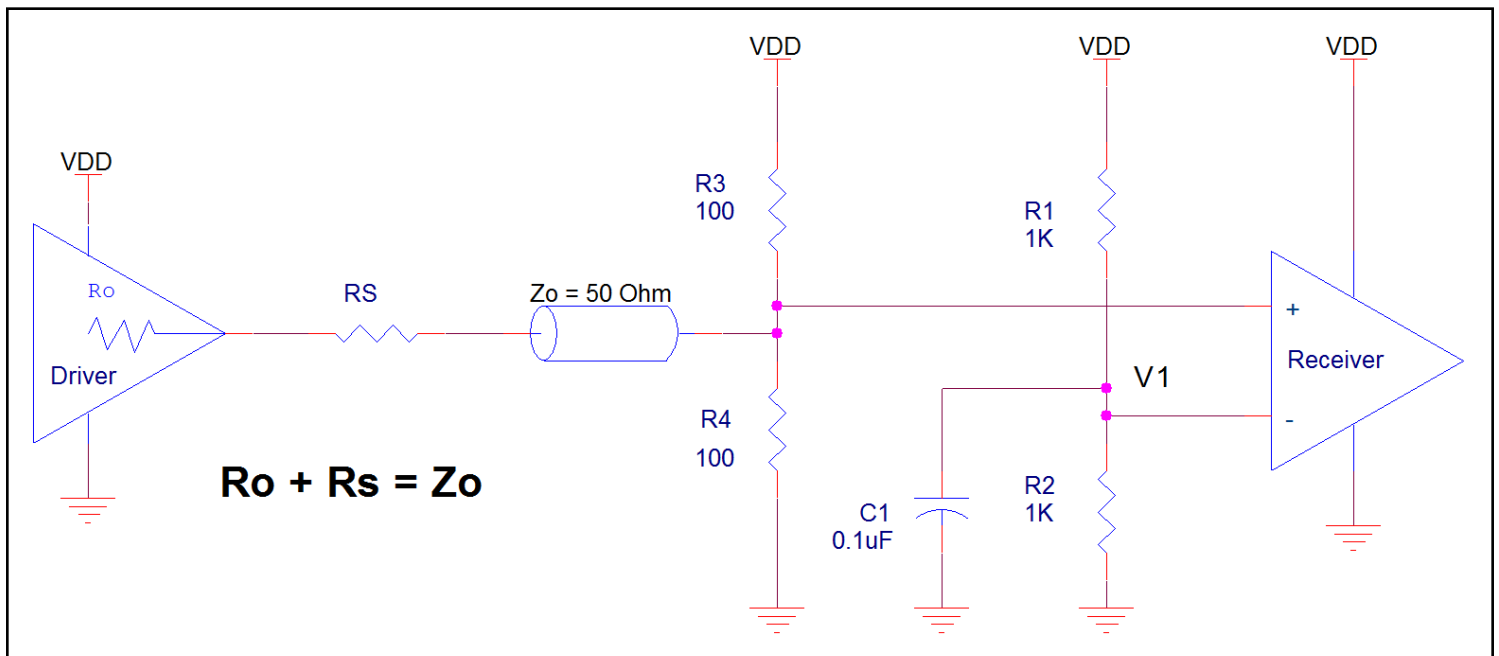 VDD
VDD
VDD
VDD
R3
100
R1
1K
Ro
RS
Zo = 50 Ohm
+
Driver
Receiver
V1
-
R4
100
Ro + Rs = Zo
R2
1K
C1
0.1uF